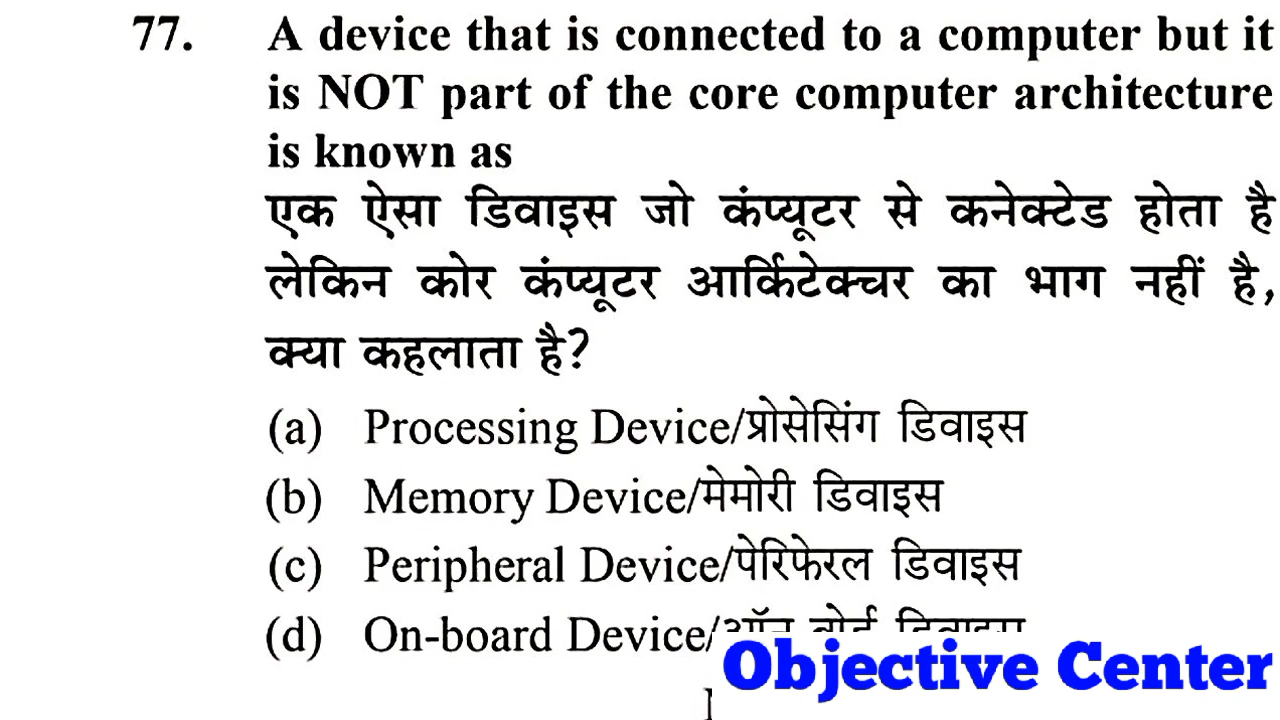 77. A device that is connected to a computer but it
is NOT part of the core computer architecture
is known as
एक ऐसा डिवाइस जो कंप्यूटर से कनेक्टेड होता है
लेकिन कोर कंप्यूटर आर्किटेक्चर का भाग नहीं है,
क्या कहलाता है?
(a) Processing Device/प्रोसेसिंग डिवाइस
(b) Memory Device/मेमोरी डिवाइस
(c) Peripheral Device/पेरिफेरल डिवाइस
(d) On-board Device/ऑन बोर्ड डिवाइस
Objective Center